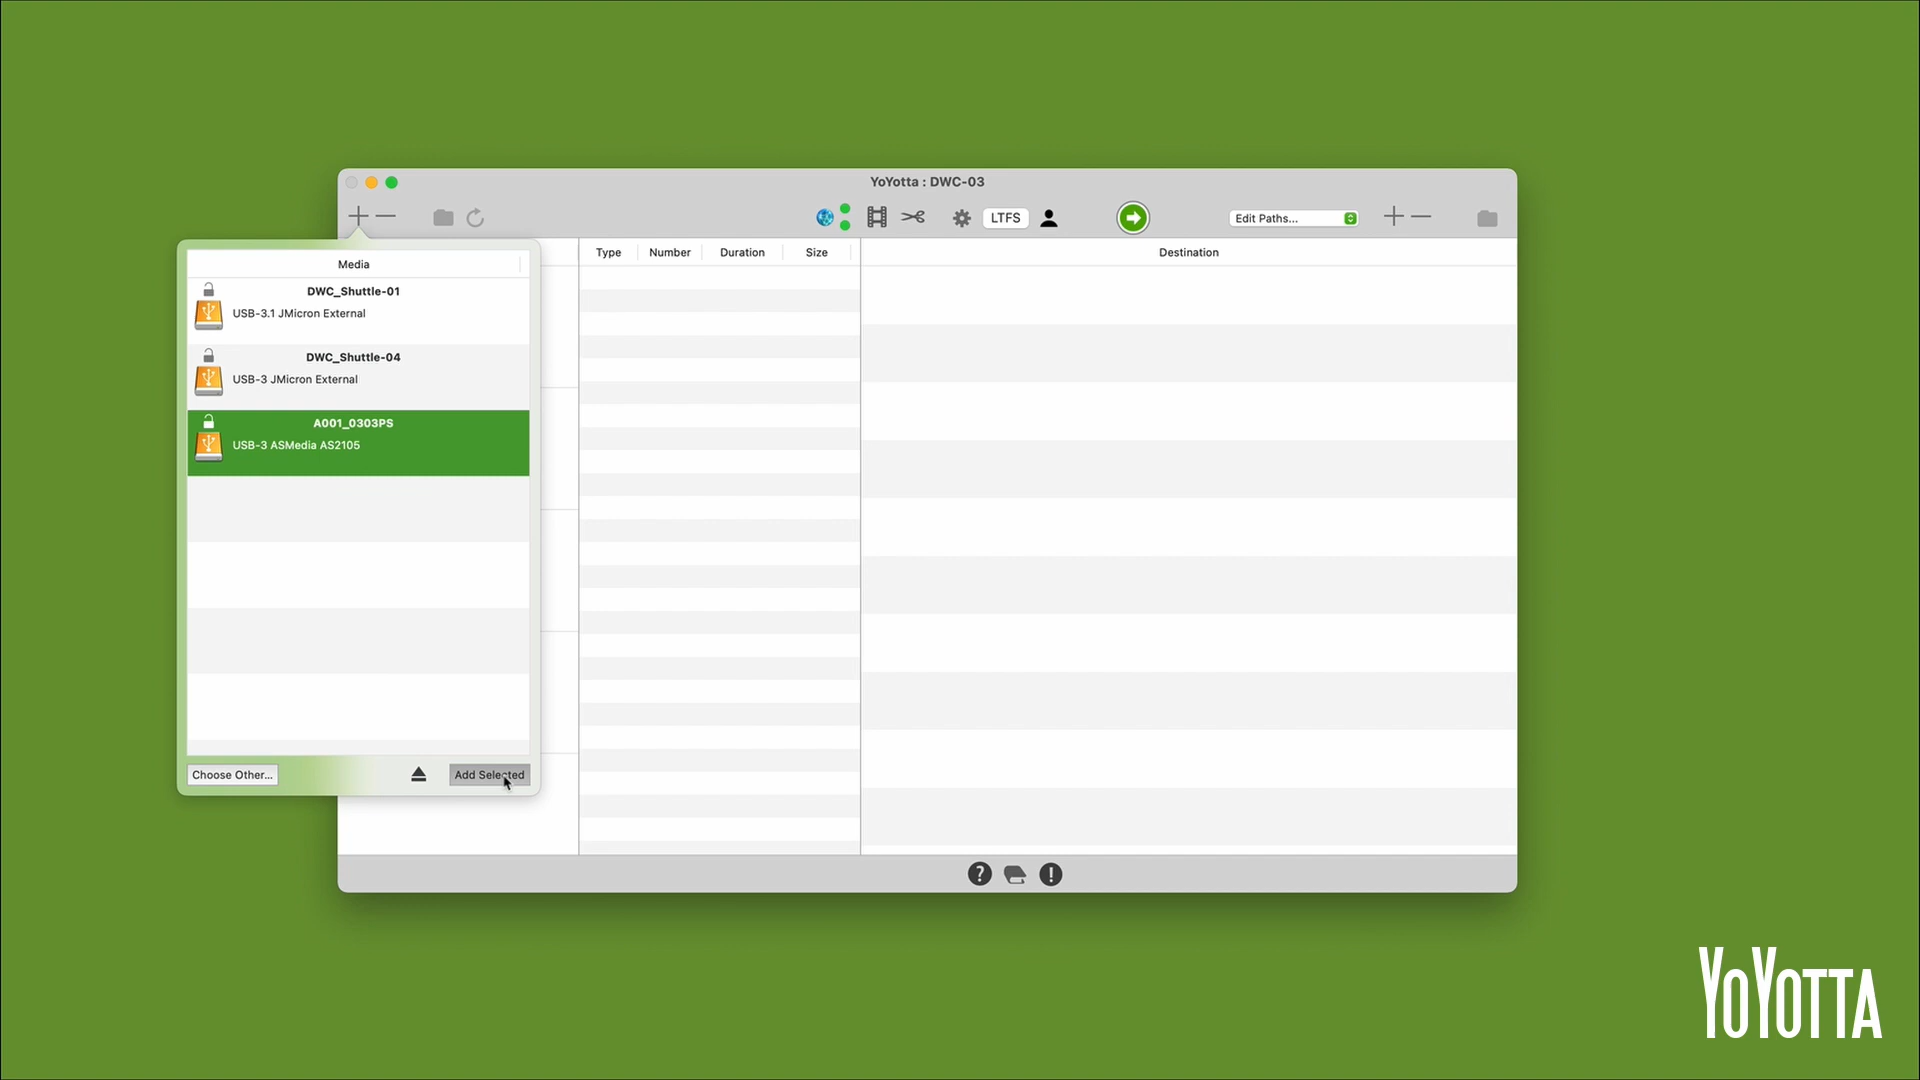 YoYotta : DWC-03
LTFS
Edit Paths...
Media
DWC_Shuttle-01
USB-3.1 JMicron External
DWC_Shuttle-04
USB-3 JMicron External
A001_0303PS
USB-3 ASMedia AS2105
Choose Other...
Add Selected
Type Number Duration Size
Destination
YOYOTTA